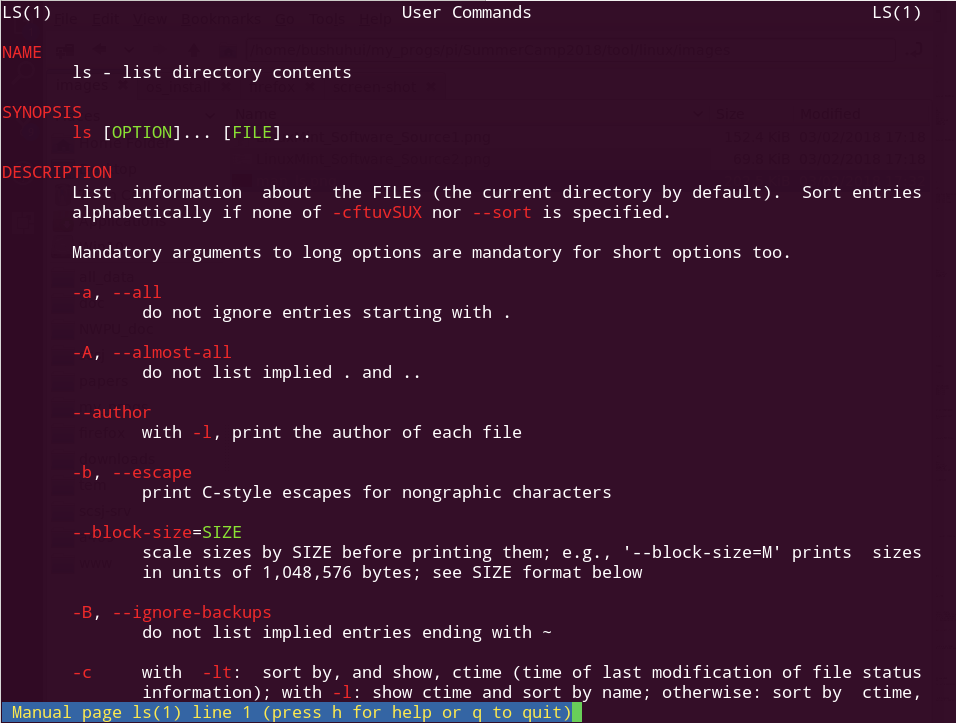 LS(1) User Commands LS(1)
NAME
ls - list directory contents
SYNOPSIS
ls [OPTION]... [FILE]...
DESCRIPTION
List information about the FILEs (the current directory by default). Sort entries
alphabetically if none of -cftuvSUX nor --sort is specified.
Mandatory arguments to long options are mandatory for short options too.
-a, --all
do not ignore entries starting with .
-A, --almost-all
do not list implied . and ..
--author
with -l, print the author of each file
-b, --escape
print C-style escapes for nongraphic characters
--block-size=SIZE
scale sizes by SIZE before printing them; e.g., '--block-size=M' prints sizes
in units of 1,048,576 bytes; see SIZE format below
-B, --ignore-backups
do not list implied entries ending with ~
-c with -lt: sort by, and show, ctime (time of last modification of file status
information); with -l: show ctime and sort by name; otherwise: sort by ctime,
Manual page ls(1) line 1 (press h for help or q to quit)